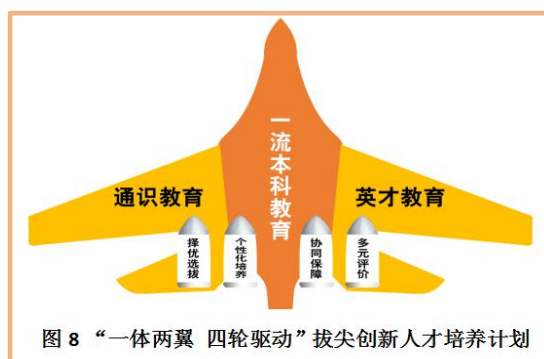 一流本科教育
通识教育
英才教育
择优选拔
个性化培养
协同保障
多元评价
图 8 “一体两翼 四轮驱动”拔尖创新人才培养计划